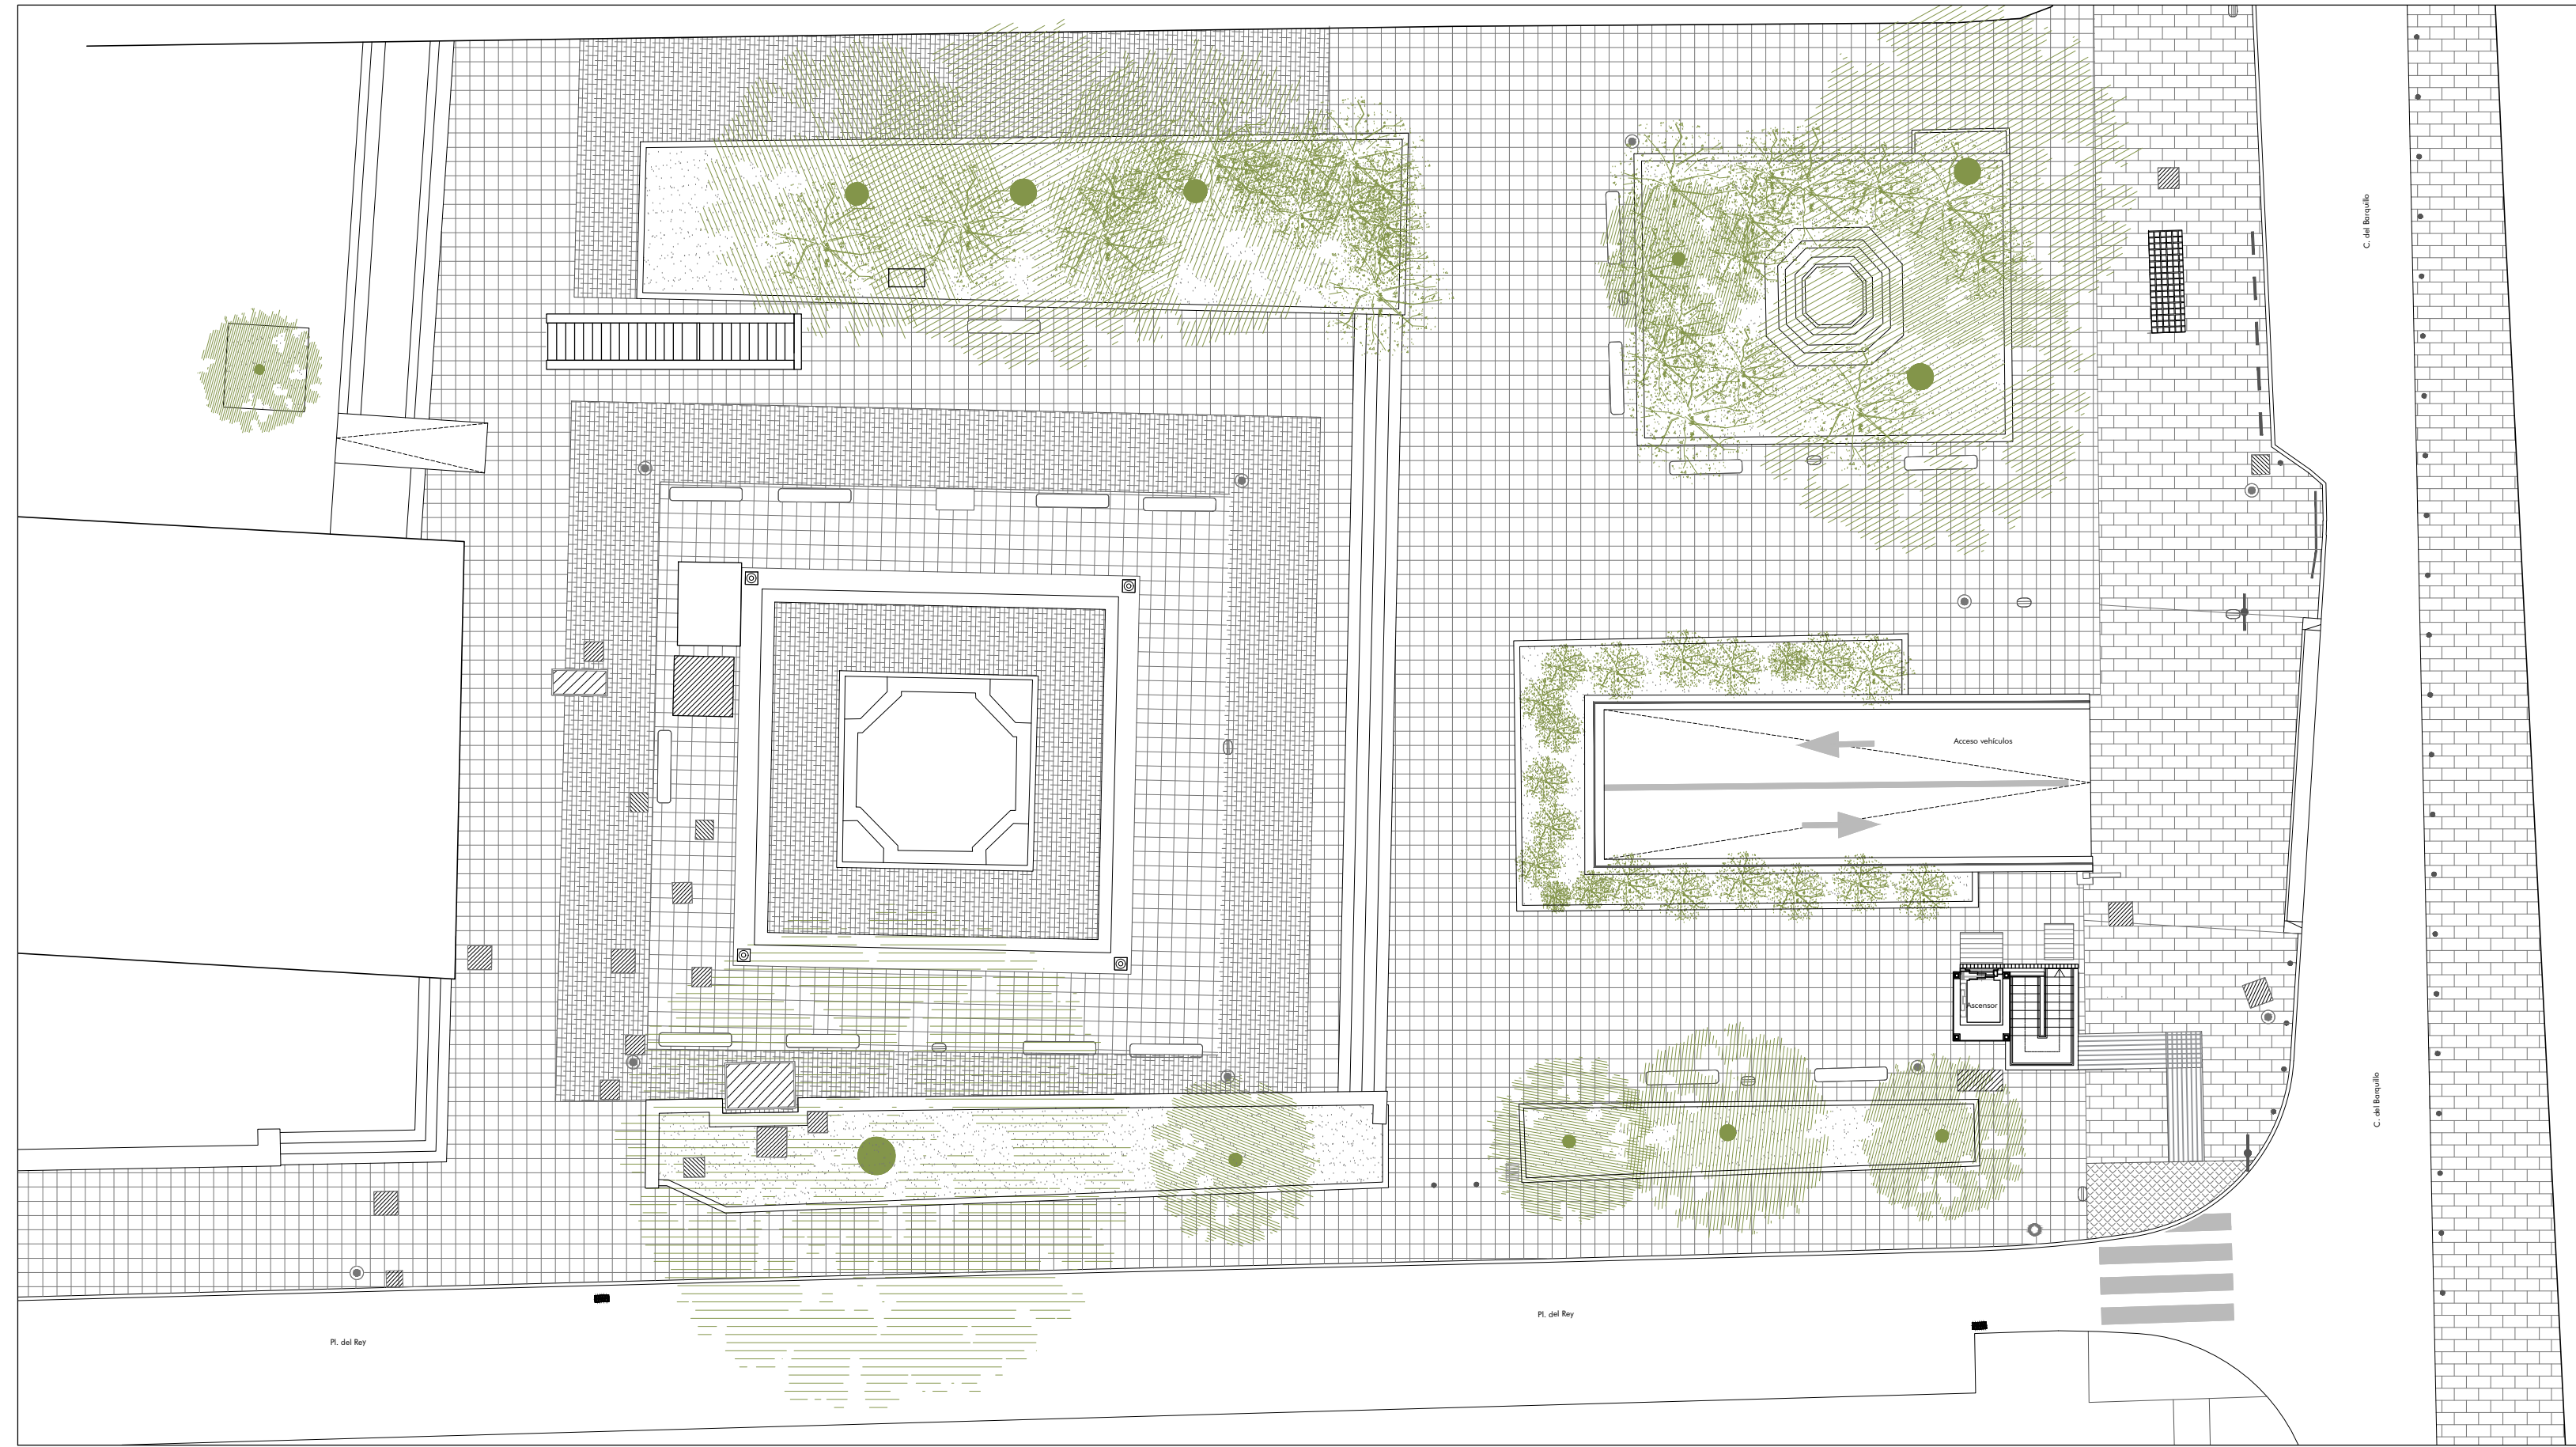 C. del Barquillo
Acceso vehículos
Ascensor
C. del Barquillo
Pl. del Rey
Pl. del Rey